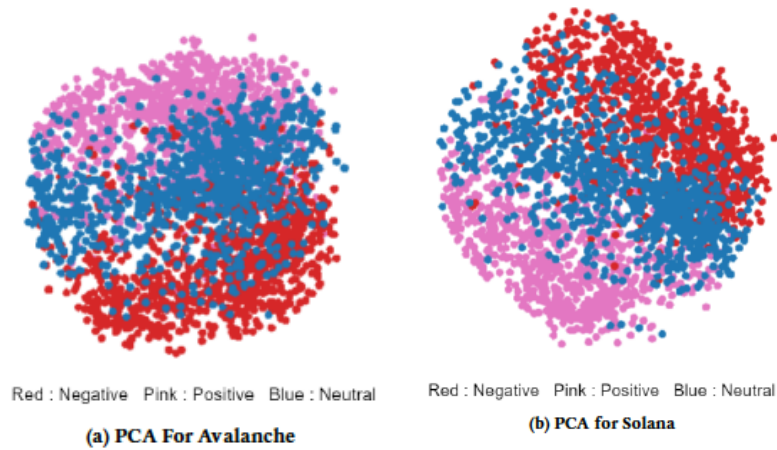 Red : Negative Pink : Positive Blue : Neutral
(a) PCA For Avalanche
Red : Negative Pink : Positive Blue : Neutral
(b) PCA for Solana